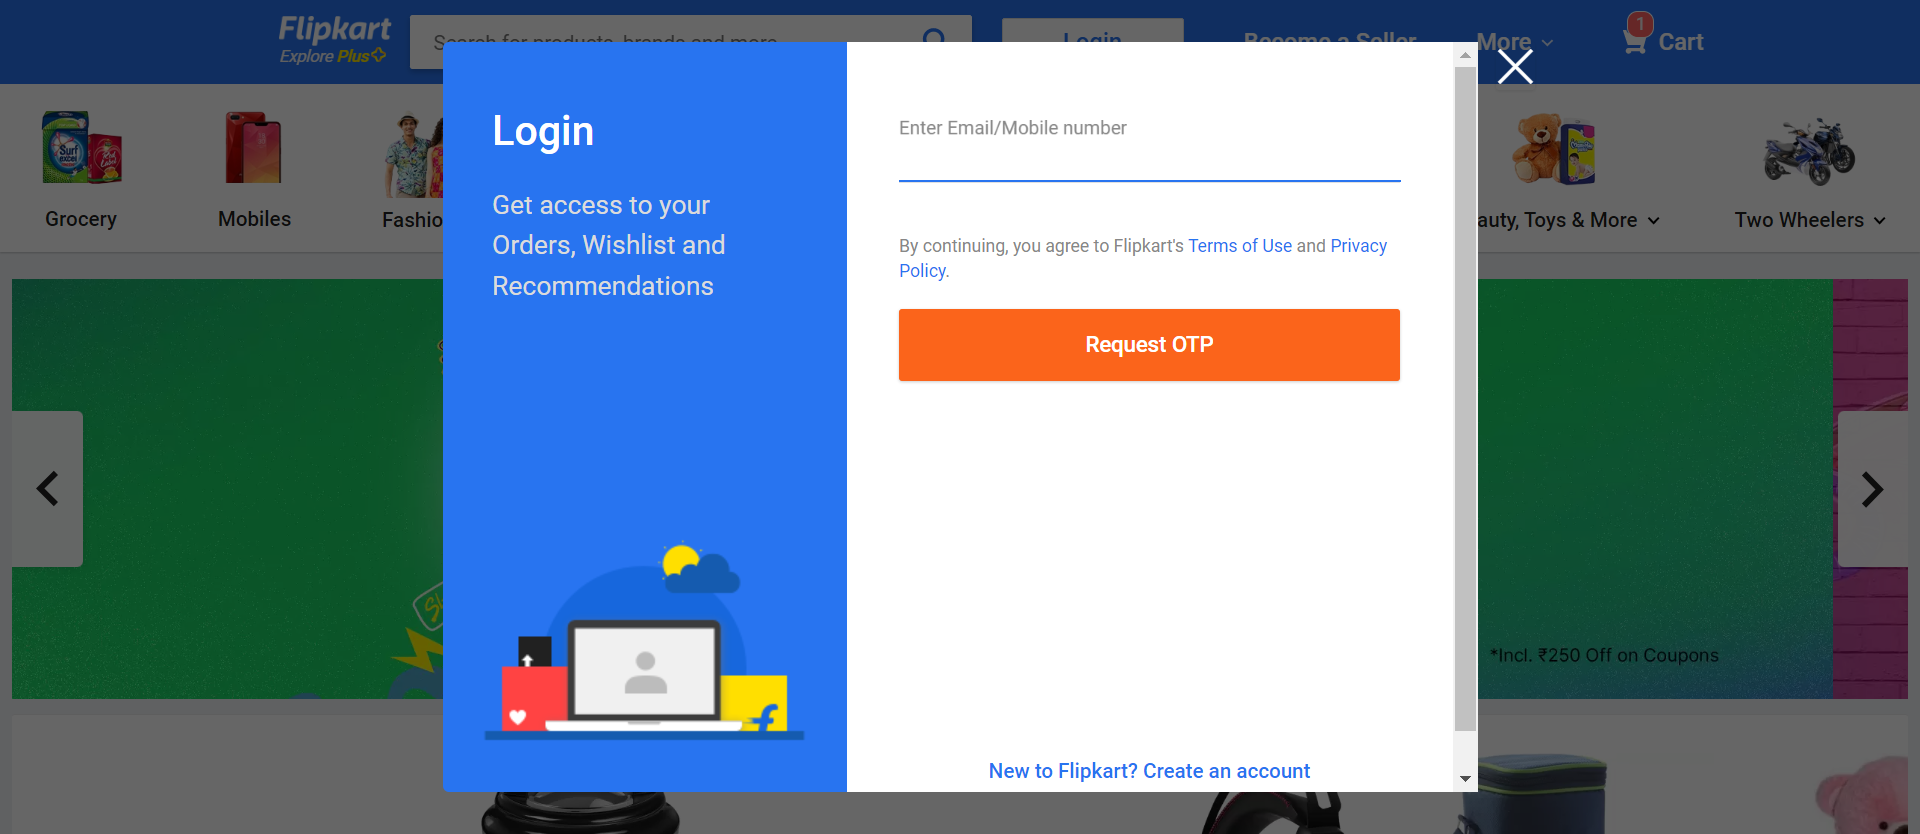 Flipkart
Explore Plus
Search for products, brands and more
Login
Become a Seller
More
1
Cart
Surf
excel
Grocery
Mobiles
Fashio
auty, Toys & More
Two Wheelers
Login
Get access to your
Orders, Wishlist and
Recommendations
Enter Email/Mobile number
By continuing, you agree to Flipkart's Terms of Use and Privacy
Policy.
Request OTP
New to Flipkart? Create an account
*Incl. ₹250 Off on Coupons